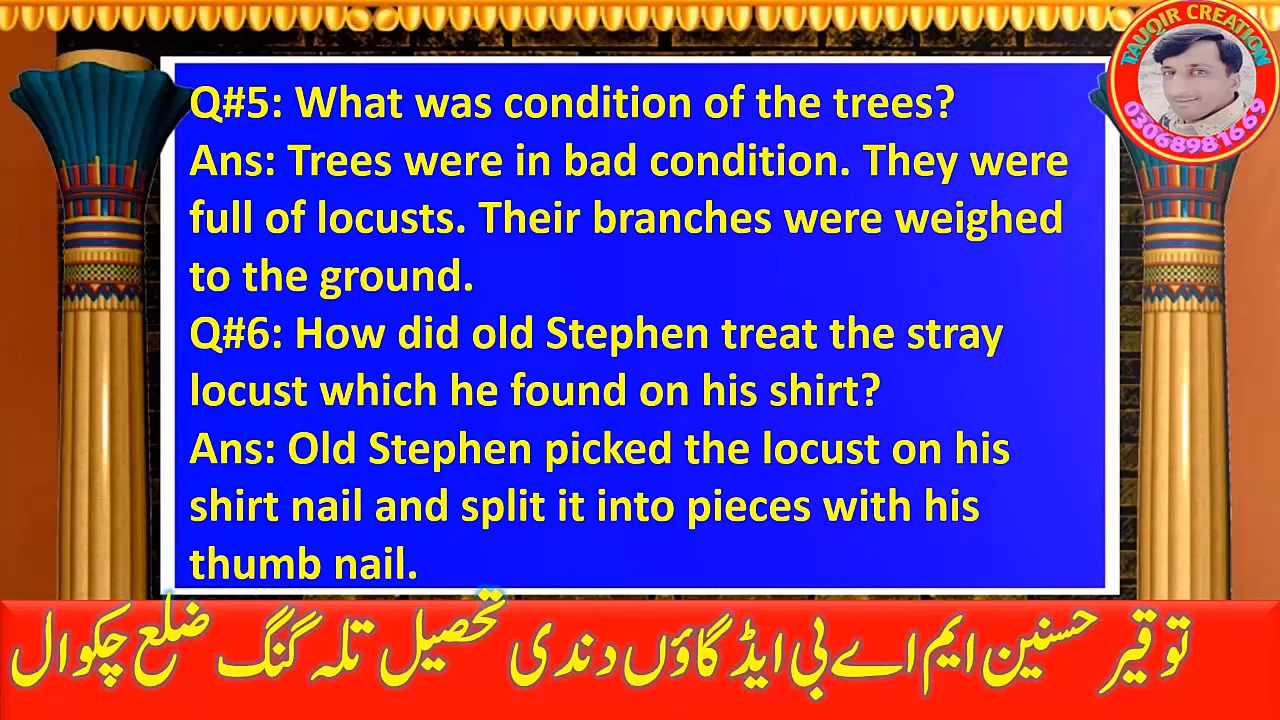 TAUQIR CREATION
03068981669
Q#5: What was condition of the trees?
Ans: Trees were in bad condition. They were
full of locusts. Their branches were weighed
to the ground.
Q#6: How did old Stephen treat the stray
locust which he found on his shirt?
Ans: Old Stephen picked the locust on his
shirt nail and split it into pieces with his
thumb nail.
توقیر حسنین ایم اے بی ایڈ گاؤں دندی تحصیل تلہ گنگ ضلع چکوال